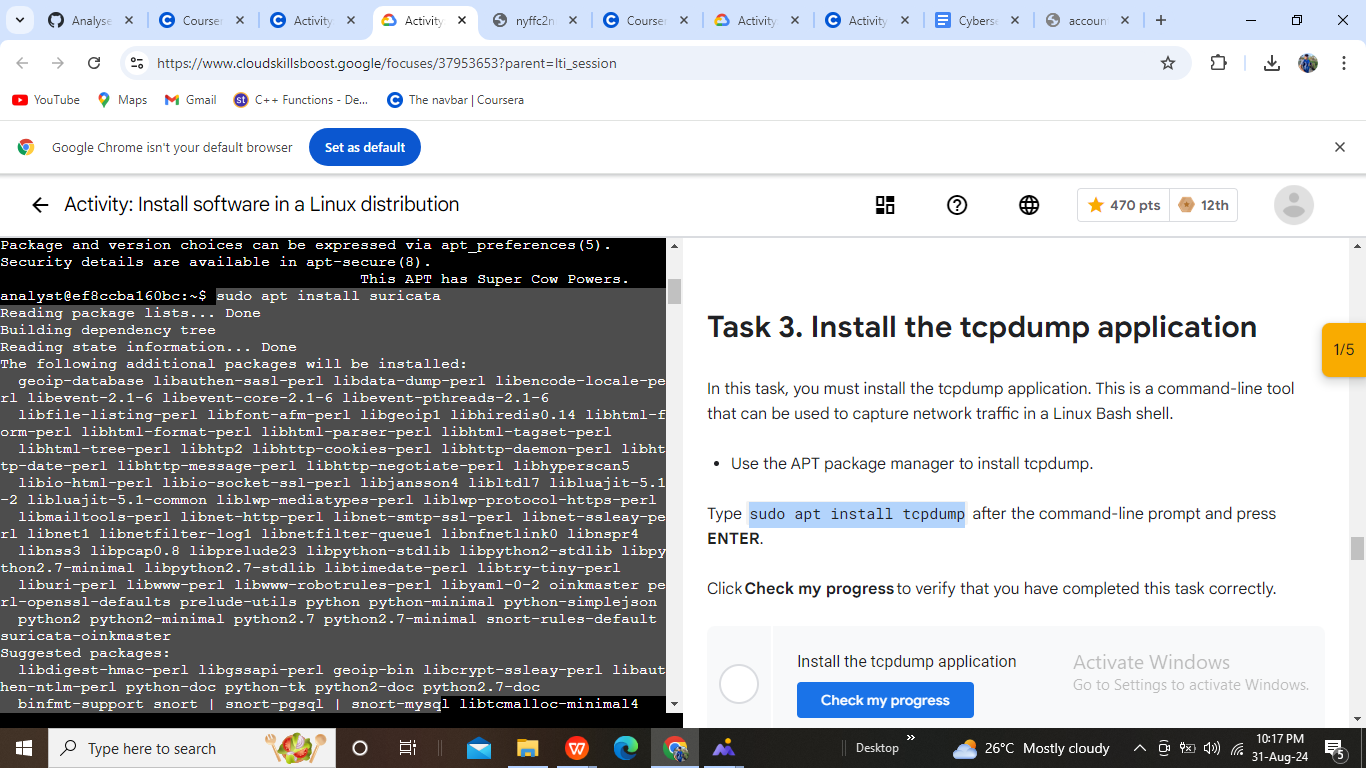 Analyse
Course
Activity
Activity
nyffc2n
Course
Activity
Activity
Cyberse
accoun
https://www.cloudskillsboost.google/focuses/37953653?parent=lti_session
YouTube
Maps
Gmail
C++ Functions - De...
The navbar | Coursera
Google Chrome isn't your default browser
Set as default
Activity: Install software in a Linux distribution
470 pts
12th
Package and version choices can be expressed via apt_preferences(5).
Security details are available in apt-secure(8).
This APT has Super Cow Powers.
analyst@ef8ccba160bc:~$ sudo apt install suricata
Reading package lists... Done
Building dependency tree
Reading state information... Done
The following additional packages will be installed:
geoip-database libauthen-sasl-perl libdata-dump-perl libencode-locale-pe
rl libevent-2.1-6 libevent-core-2.1-6 libevent-pthreads-2.1-6
libfile-listing-perl libfont-afm-perl libgeoip1 libhiredis0.14 libhtml-f
orm-perl libhtml-format-perl libhtml-parser-perl libhtml-tagset-perl
libhtml-tree-perl libhtp2 libhttp-cookies-perl libhttp-daemon-perl libht
tp-date-perl libhttp-message-perl libhttp-negotiate-perl libhyperscan5
libio-html-perl libio-socket-ssl-perl libjansson4 libltdl7 libluajit-5.1
-2 libluajit-5.1-common liblwp-mediatypes-perl liblwp-protocol-https-perl
libmailtools-perl libnet-http-perl libnet-smtp-ssl-perl libnet-ssleay-pe
rl libnet1 libnetfilter-log1 libnetfilter-queue1 libnfnetlink0 libnspr4
libnss3 libpcap0.8 libprelude23 libpython-stdlib libpython2-stdlib libpy
thon2.7-minimal libpython2.7-stdlib libtimedate-perl libtry-tiny-perl
liburi-perl libwww-perl libwww-robotrules-perl libyaml-0-2 oinkmaster pe
rl-openssl-defaults prelude-utils python python-minimal python-simplejson
python2 python2-minimal python2.7 python2.7-minimal snort-rules-default
suricata-oinkmaster
Suggested packages:
libdigest-hmac-perl libgssapi-perl geoip-bin libcrypt-ssleay-perl libaut
hen-ntlm-perl python-doc python-tk python2-doc python2.7-doc
binfmt-support snort | snort-pgsql | snort-mysql libtcmalloc-minimal4
Task 3. Install the tcpdump application
1/5
In this task, you must install the tcpdump application. This is a command-line tool
that can be used to capture network traffic in a Linux Bash shell.
• Use the APT package manager to install tcpdump.
Type sudo apt install tcpdump after the command-line prompt and press
ENTER.
Click Check my progress to verify that you have completed this task correctly.
Install the tcpdump application
Check my progress
Activate Windows
Go to Settings to activate Windows.
Type here to search
Desktop
26°C Mostly cloudy
10:17 PM
31-Aug-24
5